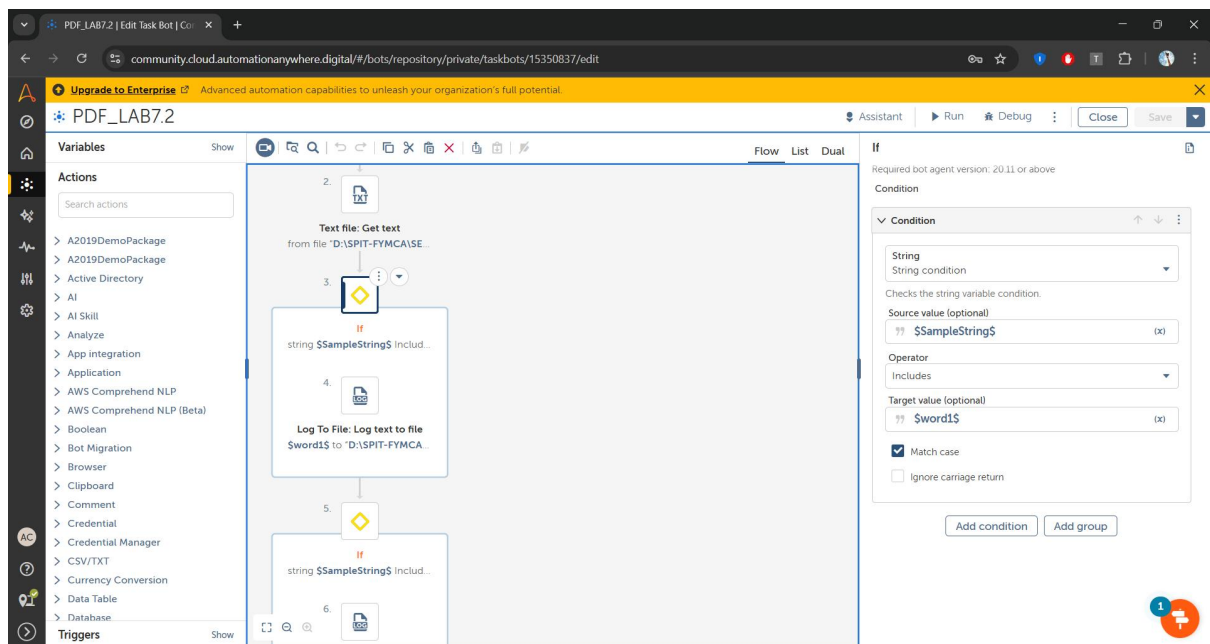 PDF_LAB7.2 | Edit Task Bot | Co
community.cloud.automationanywhere.digital/#/bots/repository/private/taskbots/15350837/edit
Upgrade to Enterprise Advanced automation capabilities to unleash your organization's full potential.
PDF_LAB7.2
Assistant Run Debug Close Save
Variables Show
Flow List Dual
Actions
Search actions
A2019DemoPackage
A2019DemoPackage
Active Directory
AI
AI Skill
Analyze
App integration
Application
AWS Comprehend NLP
AWS Comprehend NLP (Beta)
Boolean
Bot Migration
Browser
Clipboard
Comment
Credential
Credential Manager
CSV/TXT
Currency Conversion
Data Table
Database
Triggers Show
AC
2.
TXT
Text file: Get text
from file "D:\SPIT-FYMCA\SE...
3.
If
string $SampleString$ Includ...
4.
LOG
Log To File: Log text to file
$word1$ to "D:\SPIT-FYMCA...
5.
If
string $SampleString$ Includ...
6.
LOG
If
Required bot agent version: 20.11 or above
Condition
Condition
String
String condition
Checks the string variable condition.
Source value (optional)
$SampleString$ (x)
Operator
Includes
Target value (optional)
$word1$ (x)
Match case
Ignore carriage return
Add condition Add group
1